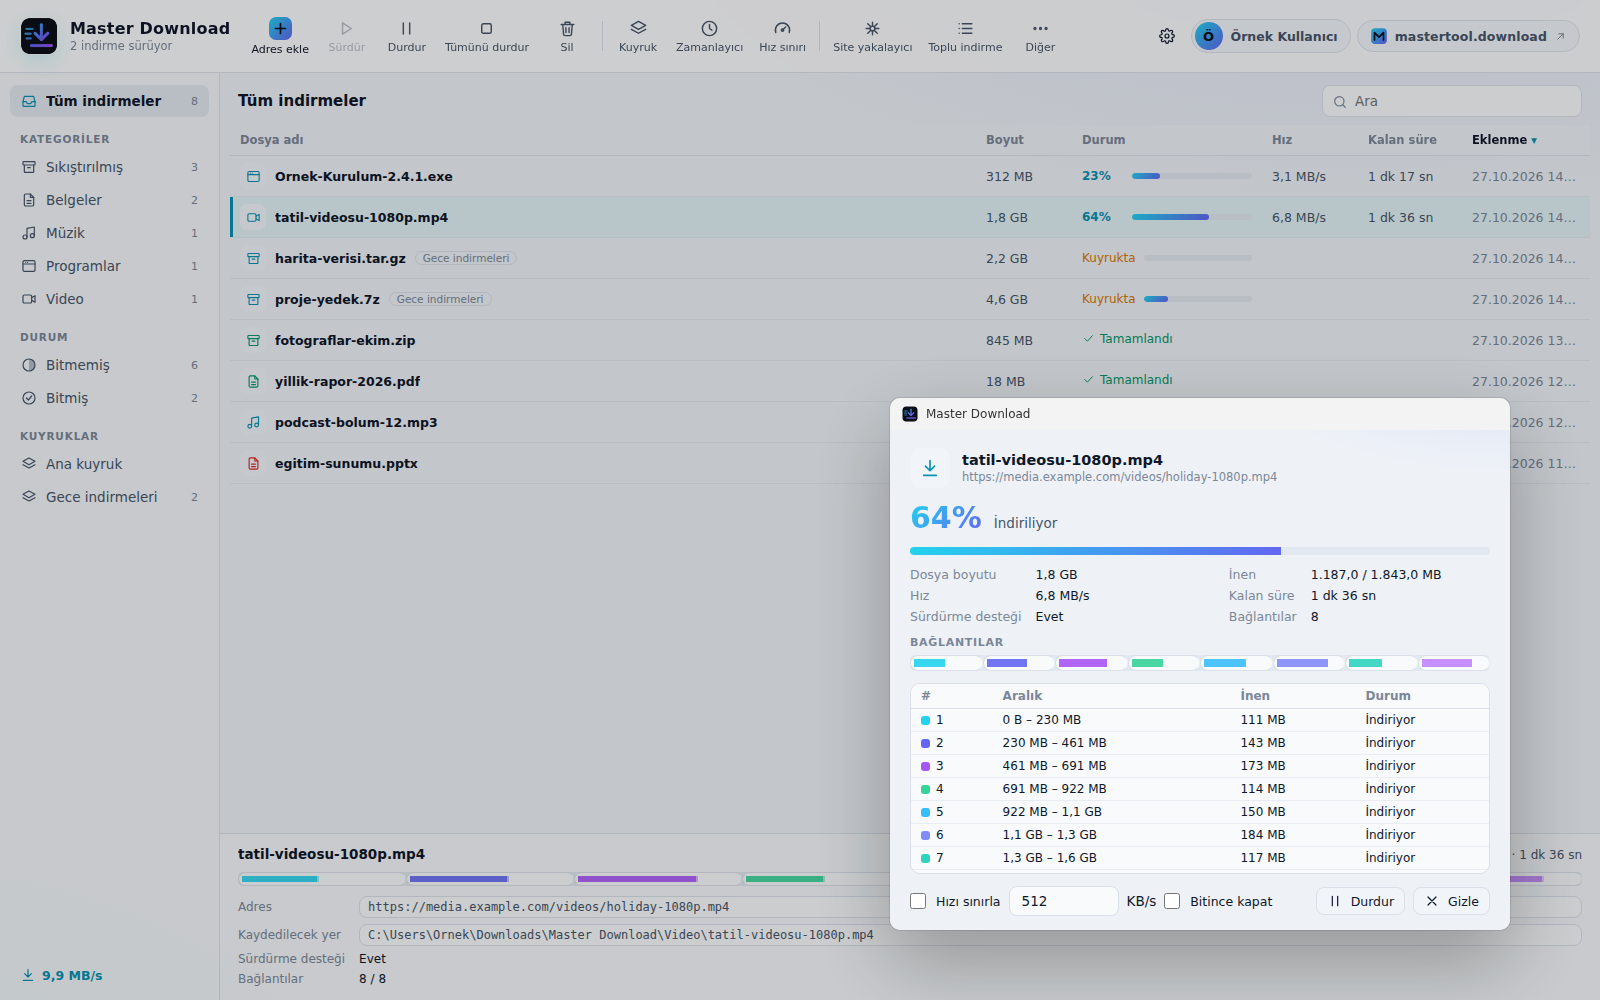 Master Download
2 indirme sürüyor
Adres ekle
Sürdür
Durdur
Tümünü durdur
Sil
Kuyruk
Zamanlayıcı
Hız sınırı
Site yakalayıcı
Toplu indirme
Diğer
Ö Örnek Kullanıcı
mastertool.download
Tüm indirmeler 8
KATEGORİLER
Sıkıştırılmış 3
Belgeler 2
Müzik 1
Programlar 1
Video 1
DURUM
Bitmemiş 6
Bitmiş 2
KUYRUKLAR
Ana kuyruk
Gece indirmeleri 2
9,9 MB/s
Tüm indirmeler
Ara
Dosya adı Boyut Durum Hız Kalan süre Eklenme ▾
Ornek-Kurulum-2.4.1.exe 312 MB 23% 3,1 MB/s 1 dk 17 sn 27.10.2026 14...
tatil-videosu-1080p.mp4 1,8 GB 64% 6,8 MB/s 1 dk 36 sn 27.10.2026 14...
harita-verisi.tar.gz Gece indirmeleri 2,2 GB Kuyrukta 27.10.2026 14...
proje-yedek.7z Gece indirmeleri 4,6 GB Kuyrukta 27.10.2026 14...
fotograflar-ekim.zip 845 MB Tamamlandı 27.10.2026 13...
yillik-rapor-2026.pdf 18 MB Tamamlandı 27.10.2026 12...
podcast-bolum-12.mp3 2026 12...
egitim-sunumu.pptx 2026 11...
tatil-videosu-1080p.mp4 · 1 dk 36 sn
Adres https://media.example.com/videos/holiday-1080p.mp4
Kaydedilecek yer C:\Users\Ornek\Downloads\Master Download\Video\tatil-videosu-1080p.mp4
Sürdürme desteği Evet
Bağlantılar 8 / 8
Master Download
tatil-videosu-1080p.mp4
https://media.example.com/videos/holiday-1080p.mp4
64% İndiriliyor
Dosya boyutu 1,8 GB İnen 1.187,0 / 1.843,0 MB
Hız 6,8 MB/s Kalan süre 1 dk 36 sn
Sürdürme desteği Evet Bağlantılar 8
BAĞLANTILAR
# Aralık İnen Durum
1 0 B – 230 MB 111 MB İndiriyor
2 230 MB – 461 MB 143 MB İndiriyor
3 461 MB – 691 MB 173 MB İndiriyor
4 691 MB – 922 MB 114 MB İndiriyor
5 922 MB – 1,1 GB 150 MB İndiriyor
6 1,1 GB – 1,3 GB 184 MB İndiriyor
7 1,3 GB – 1,6 GB 117 MB İndiriyor
Hızı sınırla 512 KB/s Bitince kapat Durdur Gizle